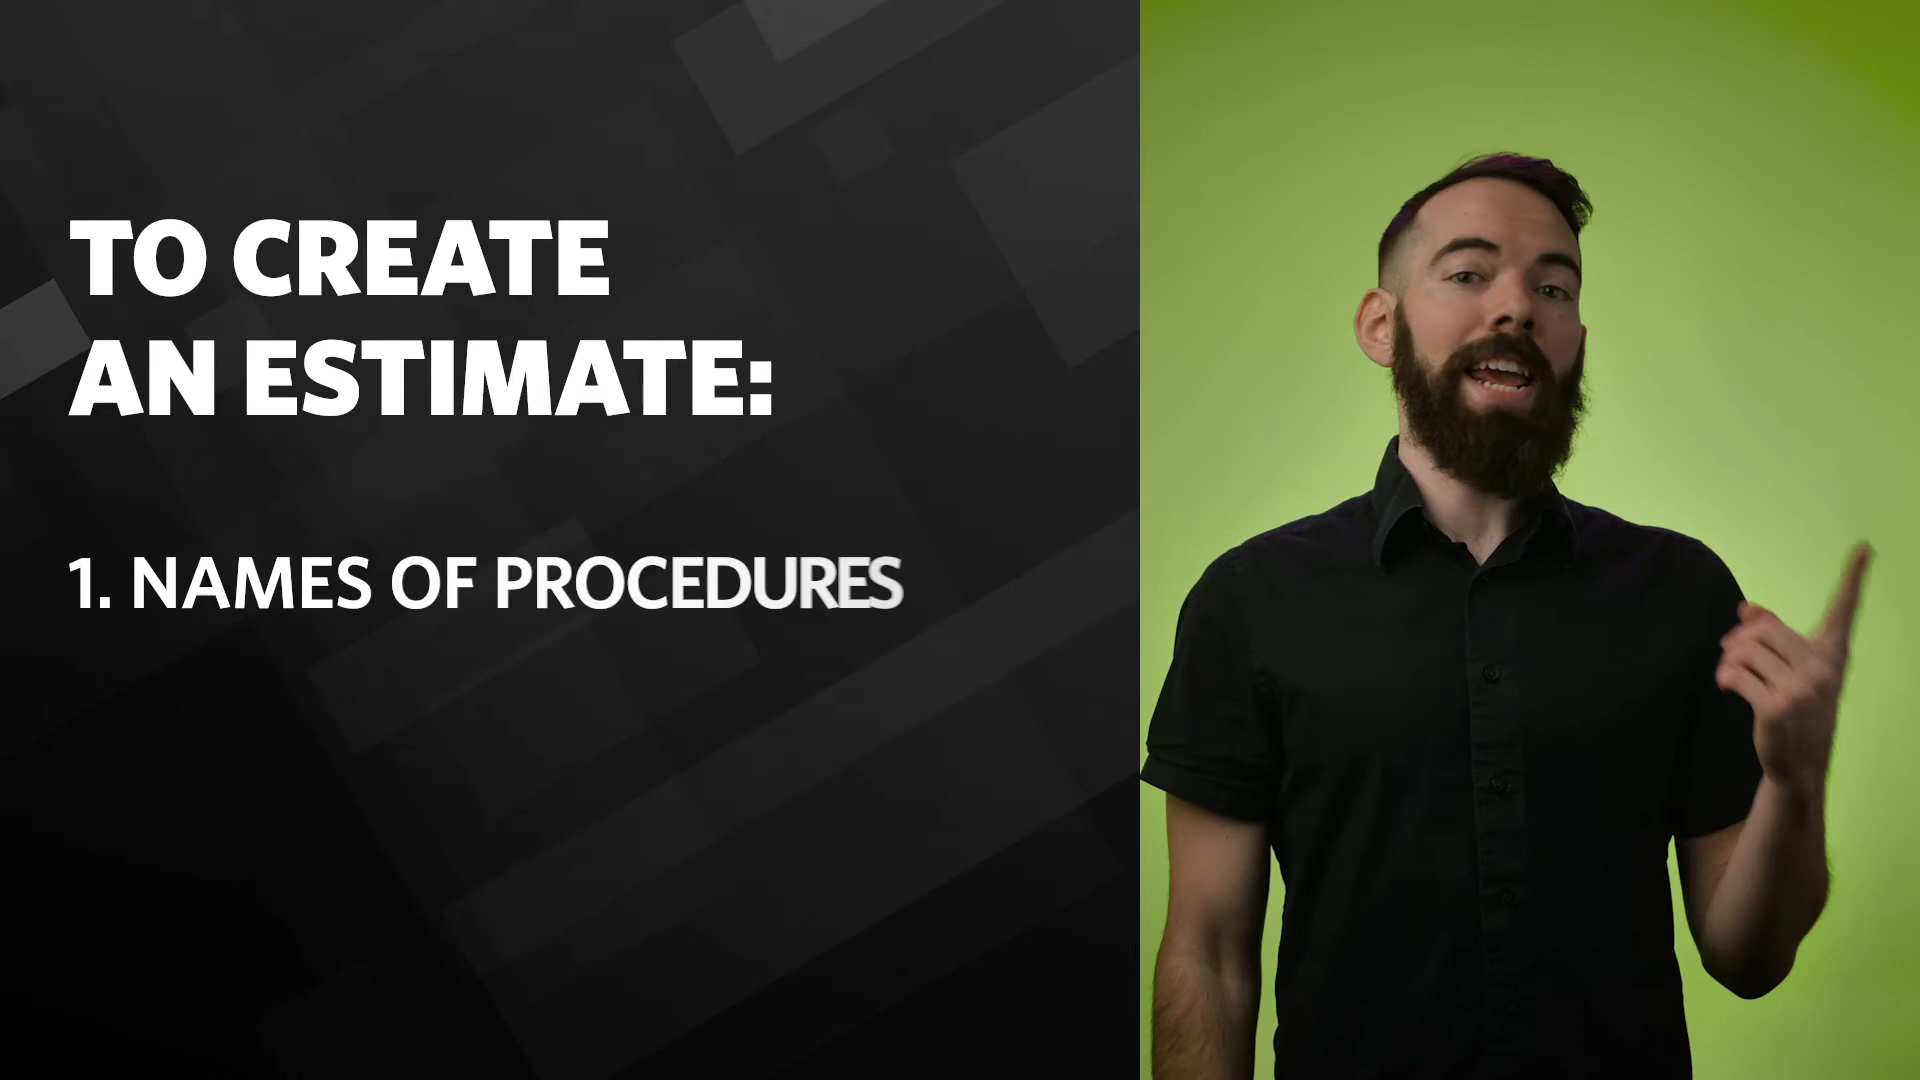 TO CREATE
AN ESTIMATE:
1. NAMES OF PROCEDURES